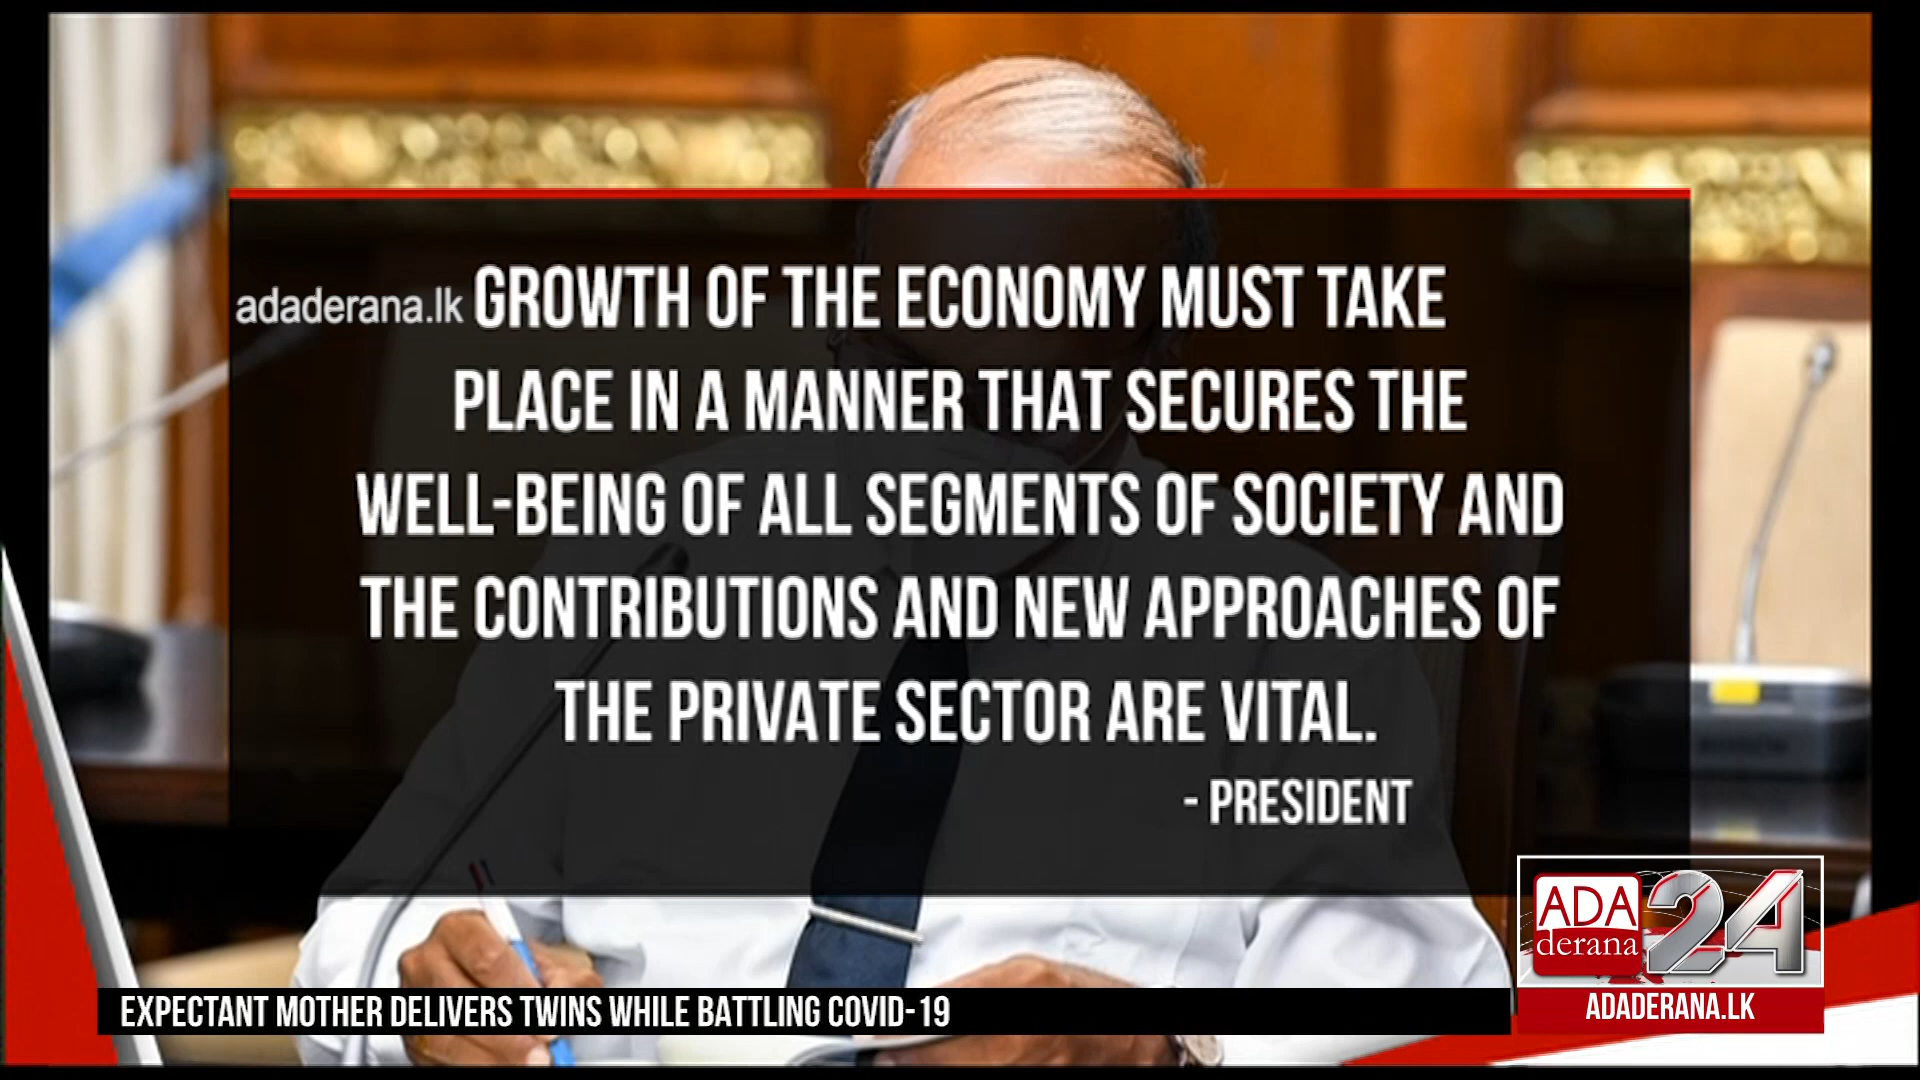 adaderana.lk
GROWTH OF THE ECONOMY MUST TAKE
PLACE IN A MANNER THAT SECURES THE
WELL-BEING OF ALL SEGMENTS OF SOCIETY AND
THE CONTRIBUTIONS AND NEW APPROACHES OF
THE PRIVATE SECTOR ARE VITAL.
- PRESIDENT
ADA
derana
24
ADADERANA.LK
EXPECTANT MOTHER DELIVERS TWINS WHILE BATTLING COVID-19